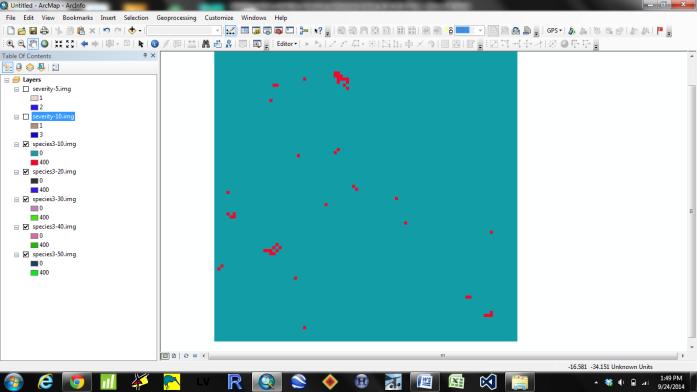 Untitled - ArcMap - ArcInfo
File Edit View Bookmarks Insert Selection Geoprocessing Customize Windows Help
GPS
Editor
Table Of Contents
Layers
severity-5.img
1
2
severity-10.img
1
3
species3-10.img
0
400
species3-20.img
0
400
species3-30.img
0
400
species3-40.img
0
400
species3-50.img
0
400
-16.581 -34.151 Unknown Units
LV R
1:49 PM
9/24/2014